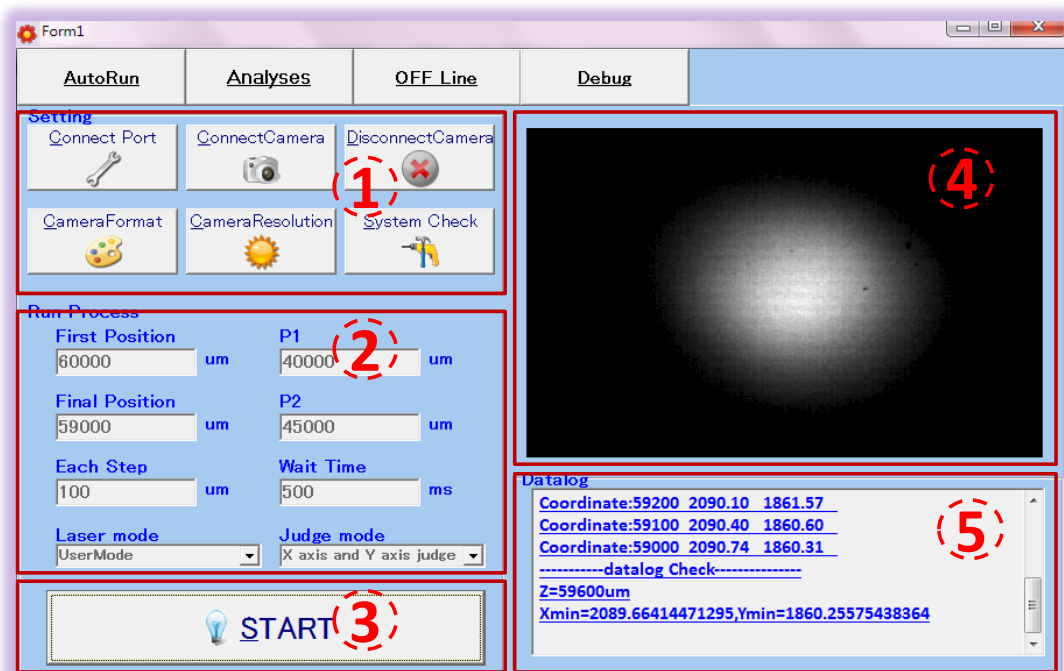 Form1
AutoRun
Analyses
OFF Line
Debug
Setting
Connect Port
ConnectCamera
DisconnectCamera
1
CameraFormat
CameraResolution
System Check
Run Process
First Position
P1
2
60000 um
40000 um
Final Position
P2
59000 um
45000 um
Each Step
Wait Time
100 um
500 ms
Laser mode
Judge mode
UserMode
X axis and Y axis judge
START
3
4
Datalog
Coordinate:59200 2090.10 1861.57
Coordinate:59100 2090.40 1860.60
Coordinate:59000 2090.74 1860.31
-----------datalog Check---------------
Z=59600um
Xmin=2089.66414471295,Ymin=1860.25575438364
5